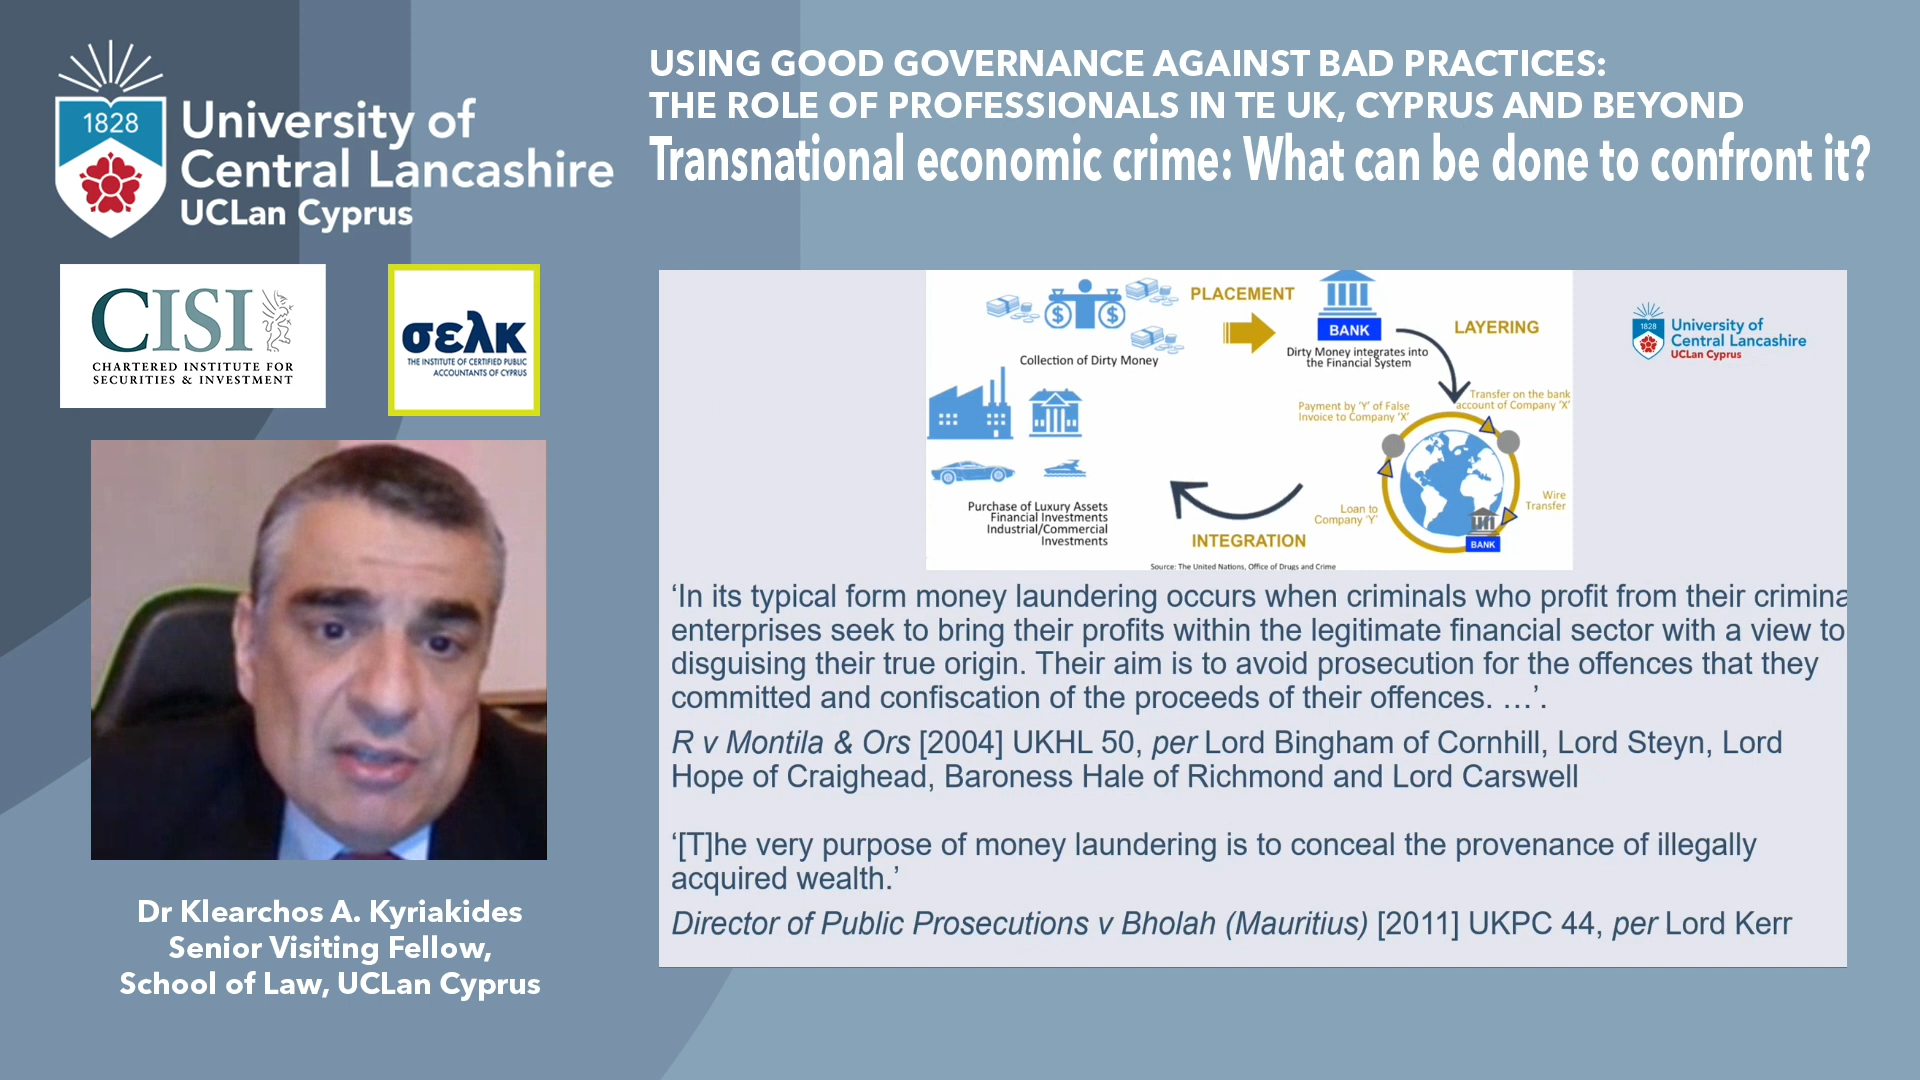 1828
University of
Central Lancashire
UCLan Cyprus
USING GOOD GOVERNANCE AGAINST BAD PRACTICES:
THE ROLE OF PROFESSIONALS IN TE UK, CYPRUS AND BEYOND
Transnational economic crime: What can be done to confront it?
CISI
CHARTERED INSTITUTE FOR
SECURITIES & INVESTMENT
σελκ
THE INSTITUTE OF CERTIFIED PUBLIC
ACCOUNTANTS OF CYPRUS
Dr Klearchos A. Kyriakides
Senior Visiting Fellow,
School of Law, UCLan Cyprus
PLACEMENT
$ $
Collection of Dirty Money
BANK
Dirty Money integrates into
the Financial System
LAYERING
Transfer on the bank
account of Company 'X'
Payment by 'Y' of False
Invoice to Company 'X'
Wire
Transfer
Loan to
Company 'Y'
BANK
INTEGRATION
Purchase of Luxury Assets
Financial Investments
Industrial/Commercial
Investments
Source: The United Nations, Office of Drugs and Crime
1828
University of
Central Lancashire
UCLan Cyprus
‘In its typical form money laundering occurs when criminals who profit from their crimina
enterprises seek to bring their profits within the legitimate financial sector with a view to
disguising their true origin. Their aim is to avoid prosecution for the offences that they
committed and confiscation of the proceeds of their offences. …’.
R v Montila & Ors [2004] UKHL 50, per Lord Bingham of Cornhill, Lord Steyn, Lord
Hope of Craighead, Baroness Hale of Richmond and Lord Carswell
‘[T]he very purpose of money laundering is to conceal the provenance of illegally
acquired wealth.’
Director of Public Prosecutions v Bholah (Mauritius) [2011] UKPC 44, per Lord Kerr